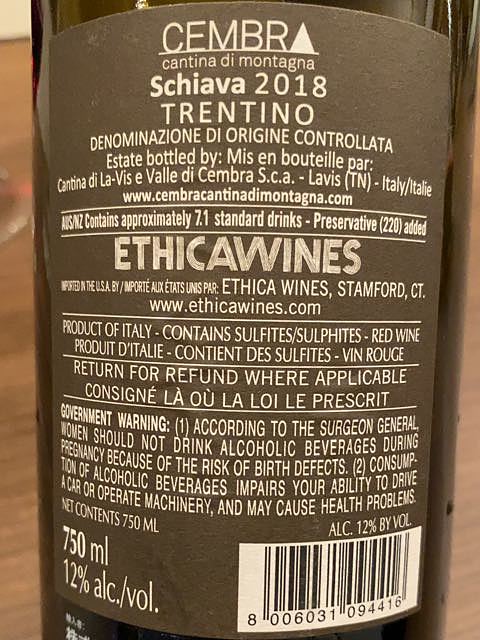 CEMBRA
cantina di montagna
Schiava 2018
TRENTINO
DENOMINAZIONE DI ORIGINE CONTROLLATA
Estate bottled by: Mis en bouteille par:
Cantina di La-Vis e Valle di Cembra S.c.a. - Lavis (TN) - Italy/Italie
www.cembracantinadimontagna.com
AUS/NZ Contains approximately 7.1 standard drinks - Preservative (220) added
ETHICAWINES
IMPORTED IN THE U.S.A. BY / IMPORTÉ AUX ÉTATS UNIS PAR: ETHICA WINES, STAMFORD, CT.
www.ethicawines.com
PRODUCT OF ITALY - CONTAINS SULFITES/SULPHITES - RED WINE
PRODUIT D'ITALIE - CONTIENT DES SULFITES - VIN ROUGE
RETURN FOR REFUND WHERE APPLICABLE
CONSIGNÉ LÀ OÙ LA LOI LE PRESCRIT
GOVERNMENT WARNING: (1) ACCORDING TO THE SURGEON GENERAL,
WOMEN SHOULD NOT DRINK ALCOHOLIC BEVERAGES DURING
PREGNANCY BECAUSE OF THE RISK OF BIRTH DEFECTS. (2) CONSUMP-
TION OF ALCOHOLIC BEVERAGES IMPAIRS YOUR ABILITY TO DRIVE
A CAR OR OPERATE MACHINERY, AND MAY CAUSE HEALTH PROBLEMS.
NET CONTENTS 750 ML
ALC. 12% BY VOL.
750 ml
12% alc./vol.
8 006031 094416